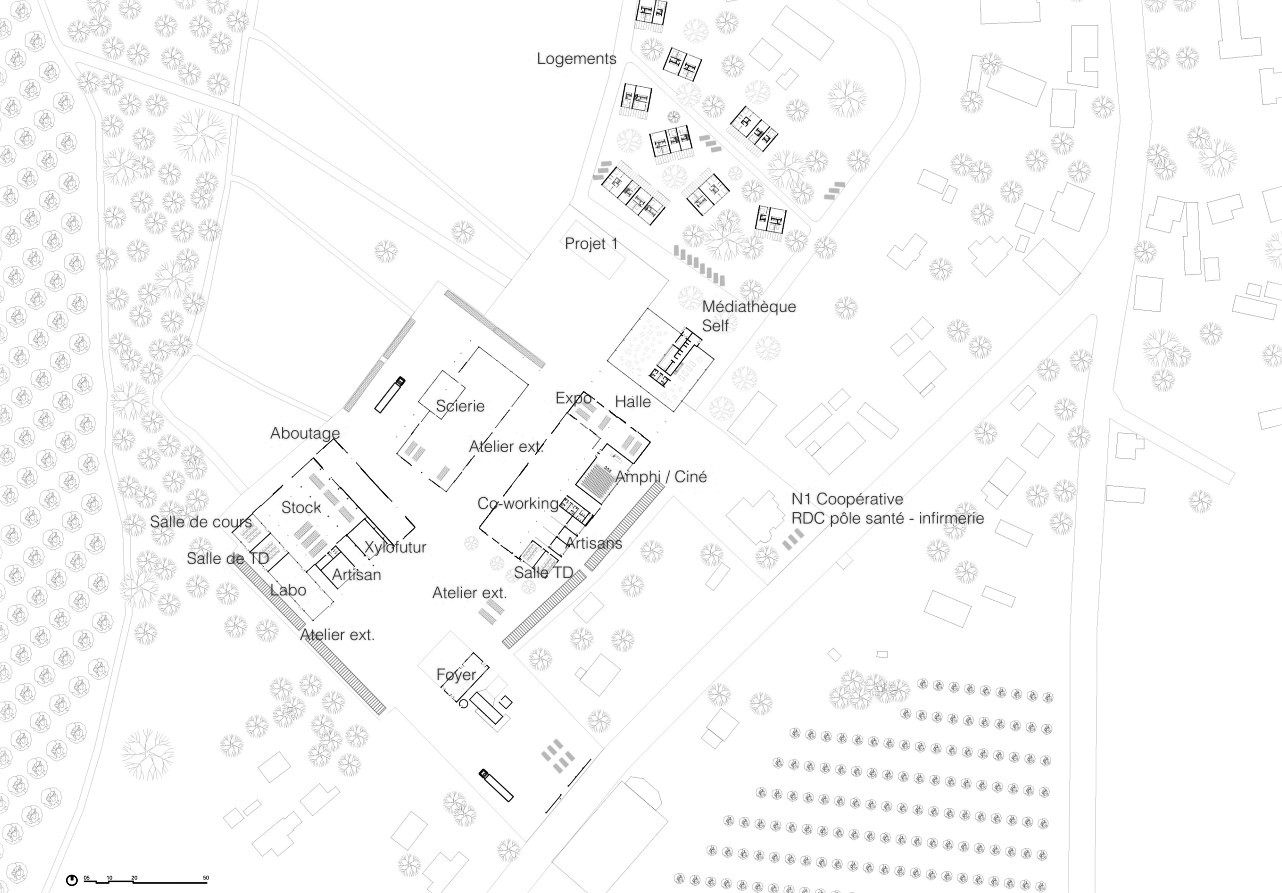 Logements
Projet 1
Médiathèque
Self
Expo
Halle
Scierie
Aboutage
Atelier ext.
Amphi / Ciné
Co-working
N1 Coopérative
RDC pôle santé - infirmerie
Stock
Salle de cours
Artisans
Xylofutur
Salle de TD
Salle TD
Artisan
Labo
Atelier ext.
Atelier ext.
Foyer
05 10 20 50